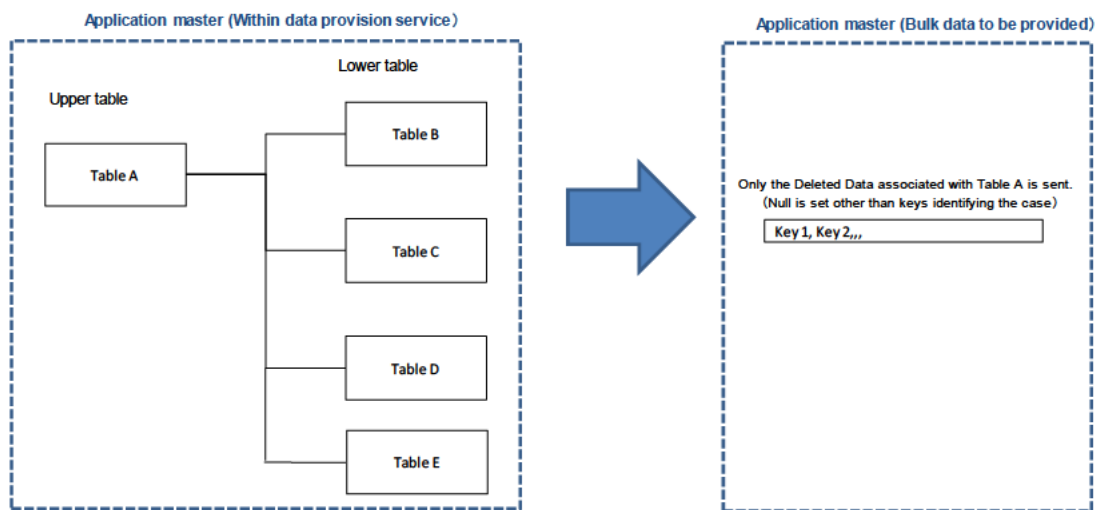 Application master (Within data provision service)
Lower table
Upper table
Table B
Table A
Table C
Table D
Table E
Application master (Bulk data to be provided)
Only the Deleted Data associated with Table A is sent.
(Null is set other than keys identifying the case)
Key 1, Key 2,,,